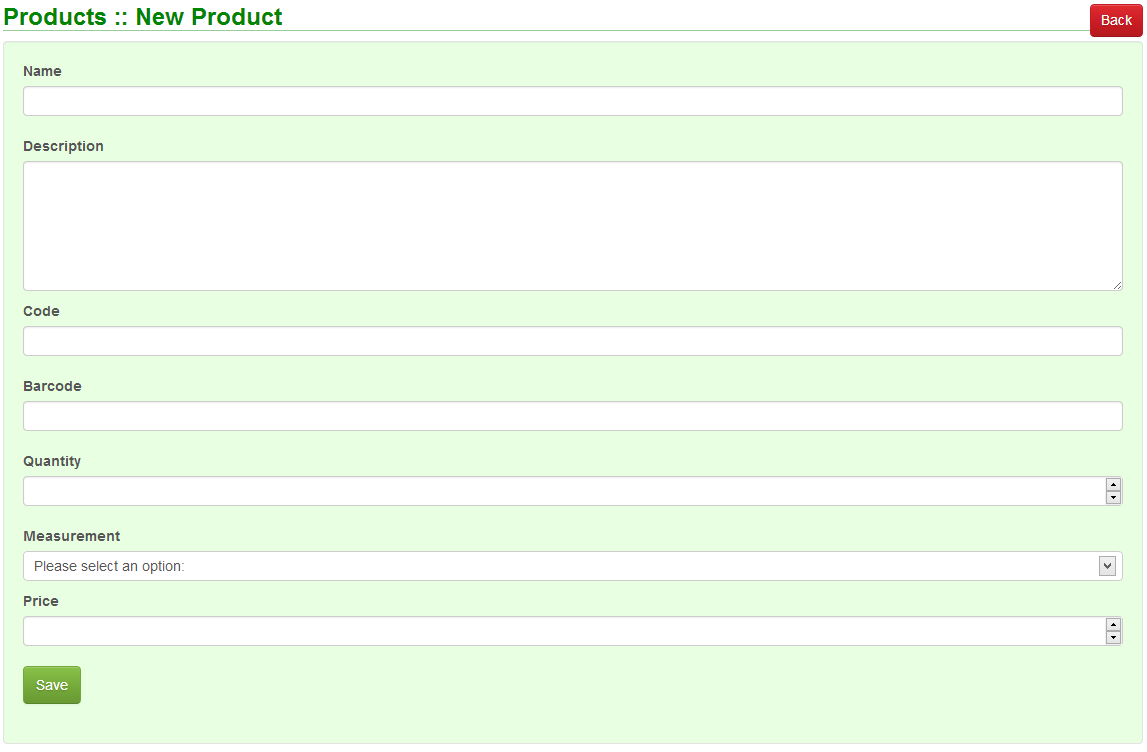 Products :: New Product
Back
Name
Description
Code
Barcode
Quantity
Measurement
Please select an option:
Price
Save